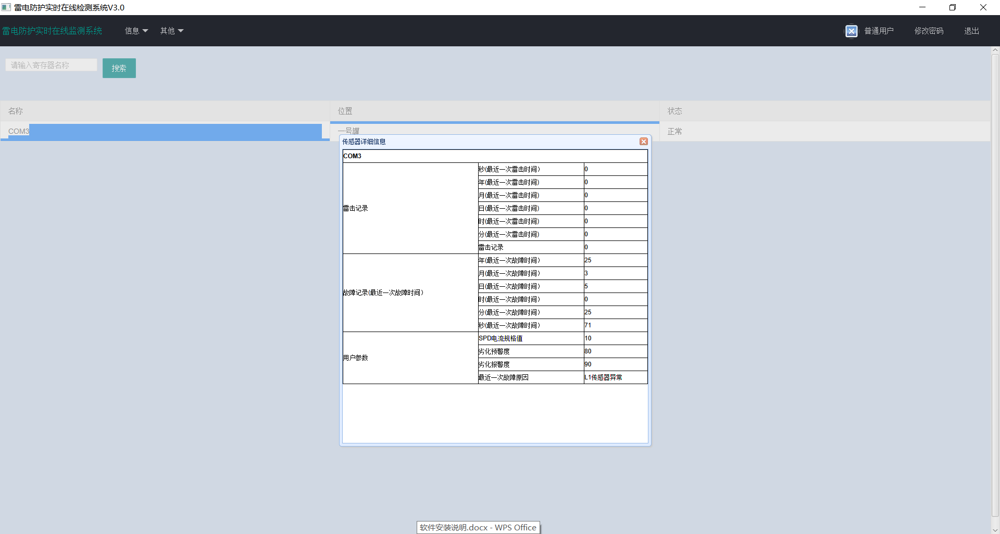 雷电防护实时在线检测系统V3.0
雷电防护实时在线监测系统 信息 其他 普通用户 修改密码 退出
请输入寄存器名称 搜索
名称 位置 状态
COM3 一号罐 正常
传感器详细信息
COM3
雷击记录
秒(最近一次雷击时间） 0
年(最近一次雷击时间) 0
月(最近一次雷击时间) 0
日(最近一次雷击时间) 0
时(最近一次雷击时间) 0
分(最近一次雷击时间) 0
雷击记录 0
故障记录(最近一次故障时间）
年(最近一次故障时间） 25
月(最近一次故障时间） 3
日(最近一次故障时间） 5
时(最近一次故障时间） 0
分(最近一次故障时间） 25
秒(最近一次故障时间） 71
用户参数
SPD电流规格值 10
劣化预警度 80
劣化报警度 90
最近一次故障原因 L1传感器异常
软件安装说明.docx - WPS Office